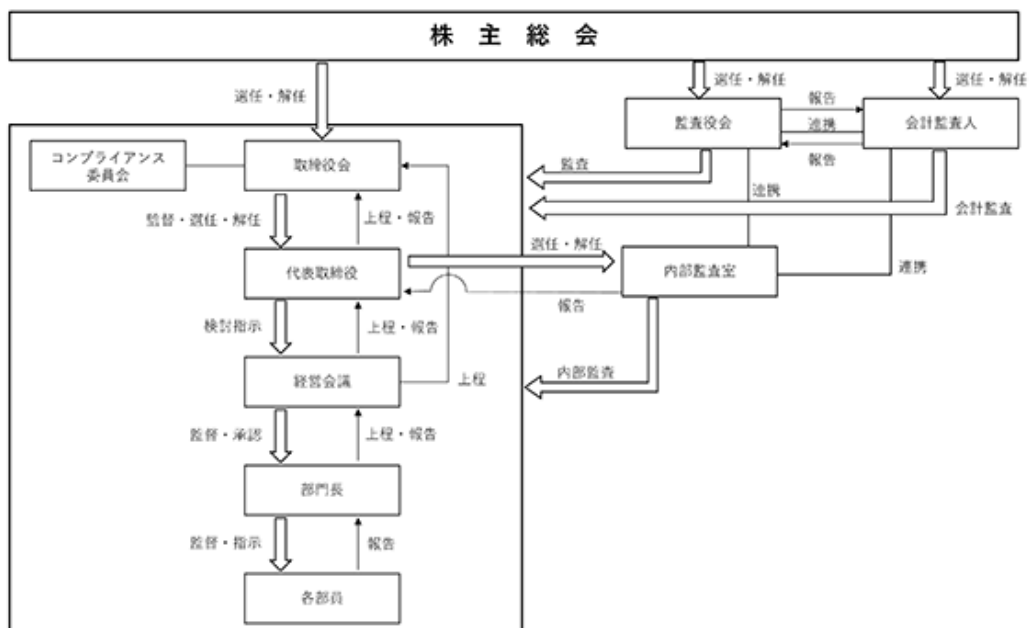 株主総会
選任・解任
選任・解任
選任・解任
監査役会
報告
連携
報告
会計監査人
コンプライアンス
委員会
取締役会
監査
連携
会計監査
監督・選任・解任
上程・報告
代表取締役
選任・解任
内部監査室
連携
報告
検討指示
上程・報告
経営会議
上程
内部監査
監督・承認
上程・報告
部門長
監督・指示
報告
各部員